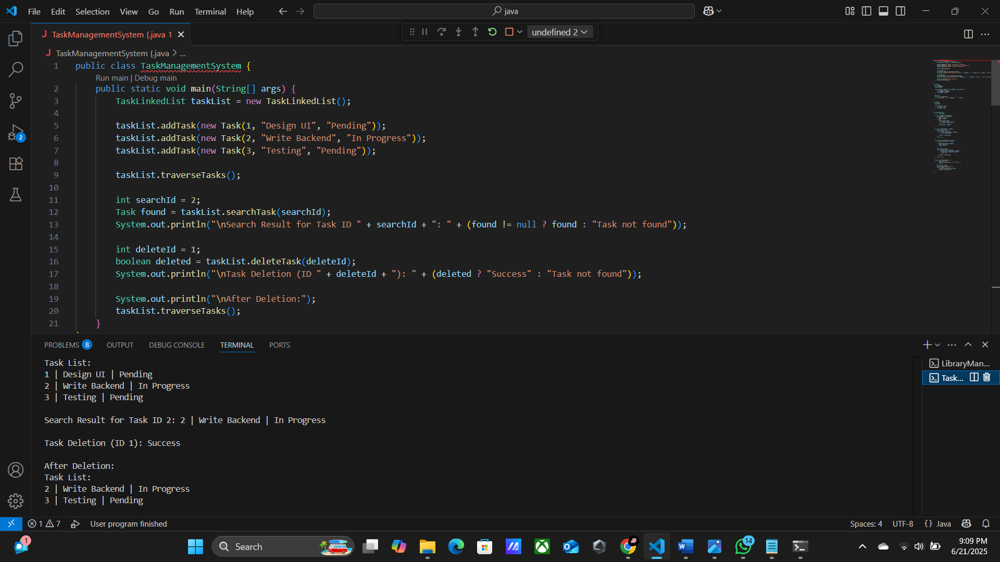 File Edit Selection View Go Run Terminal Help
java
TaskManagementSystem {.java 1
undefined 2
TaskManagementSystem {.java > ...
1 public class TaskManagementSystem {
Run main | Debug main
2 public static void main(String[] args) {
3 TaskLinkedList taskList = new TaskLinkedList();
4
5 taskList.addTask(new Task(1, "Design UI", "Pending"));
6 taskList.addTask(new Task(2, "Write Backend", "In Progress"));
7 taskList.addTask(new Task(3, "Testing", "Pending"));
8
9 taskList.traverseTasks();
10
11 int searchId = 2;
12 Task found = taskList.searchTask(searchId);
13 System.out.println("\nSearch Result for Task ID " + searchId + ": " + (found != null ? found : "Task not found"));
14
15 int deleteId = 1;
16 boolean deleted = taskList.deleteTask(deleteId);
17 System.out.println("\nTask Deletion (ID " + deleteId + "): " + (deleted ? "Success" : "Task not found"));
18
19 System.out.println("\nAfter Deletion:");
20 taskList.traverseTasks();
21 }
2
PROBLEMS 8 OUTPUT DEBUG CONSOLE TERMINAL PORTS
Task List:
1 | Design UI | Pending
2 | Write Backend | In Progress
3 | Testing | Pending
Search Result for Task ID 2: 2 | Write Backend | In Progress
Task Deletion (ID 1): Success
After Deletion:
Task List:
2 | Write Backend | In Progress
3 | Testing | Pending
LibraryMan...
Task...
1 7 User program finished
Spaces: 4 UTF-8 {} Java
1
Search
14
9:09 PM
6/21/2025